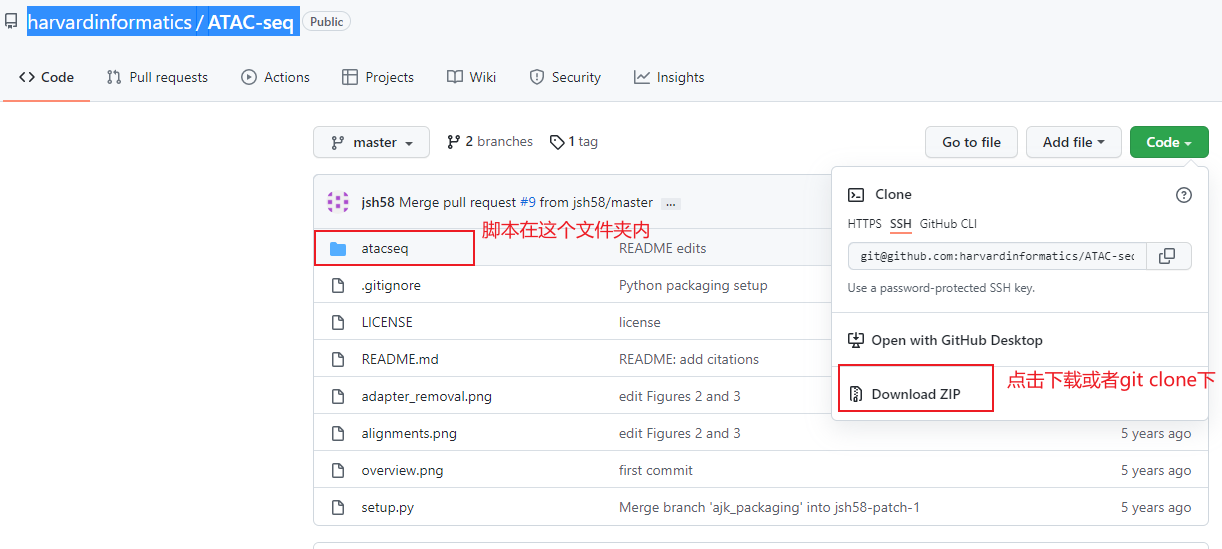 harvardinformatics / ATAC-seq Public
Code Pull requests Actions Projects Wiki Security Insights
master 2 branches 1 tag Go to file Add file Code
jsh58 Merge pull request #9 from jsh58/master ...
脚本在这个文件夹内
atacseq README edits
.gitignore Python packaging setup
LICENSE license
README.md README: add citations
adapter_removal.png edit Figures 2 and 3
alignments.png edit Figures 2 and 3 5 years ago
overview.png first commit 5 years ago
setup.py Merge branch 'ajk_packaging' into jsh58-patch-1 5 years ago
Clone
HTTPS SSH GitHub CLI
git@github.com:harvardinformatics/ATAC-sec
Use a password-protected SSH key.
Open with GitHub Desktop
Download ZIP
点击下载或者git clone下